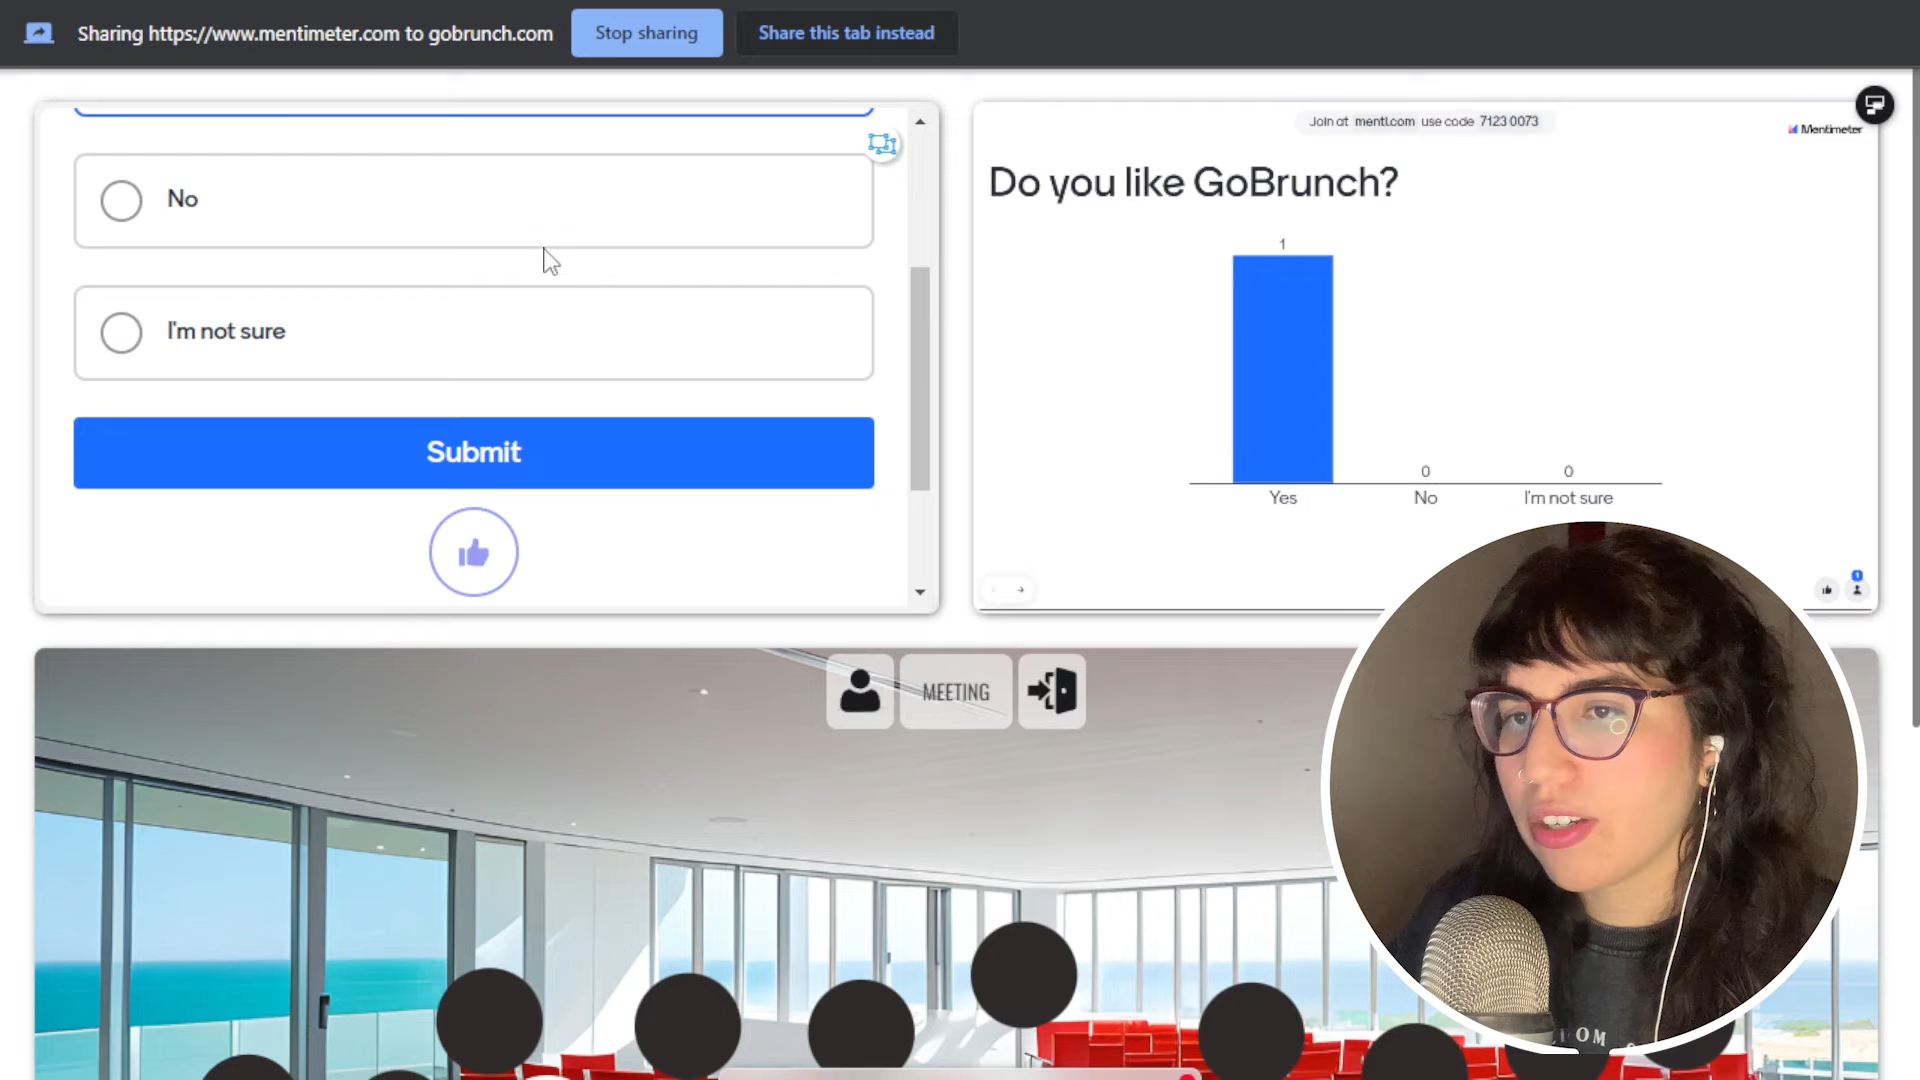 Sharing https://www.mentimeter.com to gobrunch.com
Stop sharing
Share this tab instead
No
I'm not sure
Submit
Join at menti.com use code 7123 0073
Mentimeter
Do you like GoBrunch?
1
0
0
Yes
No
I'm not sure
1
MEETING